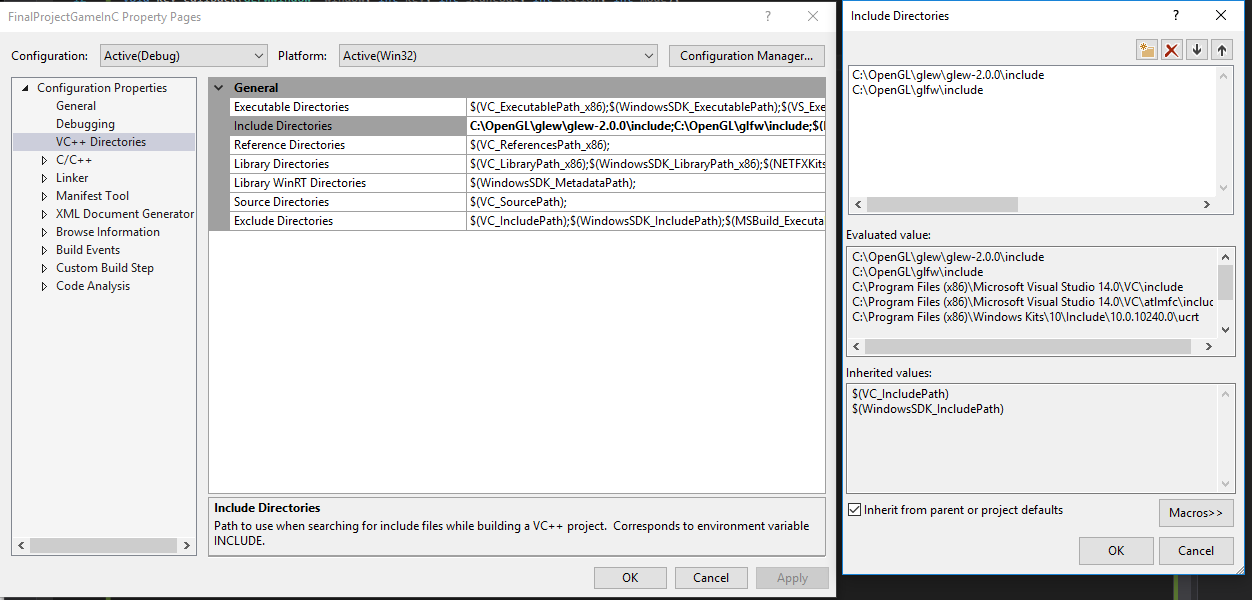 FinalProjectGameInC Property Pages
?
Configuration: Active(Debug) Platform: Active(Win32) Configuration Manager...
Configuration Properties
General
Debugging
VC++ Directories
C/C++
Linker
Manifest Tool
XML Document Generator
Browse Information
Build Events
Custom Build Step
Code Analysis
General
Executable Directories $(VC_ExecutablePath_x86);$(WindowsSDK_ExecutablePath);$(VS_Exe
Include Directories C:\OpenGL\glew\glew-2.0.0\include;C:\OpenGL\glfw\include;$(
Reference Directories $(VC_ReferencesPath_x86);
Library Directories $(VC_LibraryPath_x86);$(WindowsSDK_LibraryPath_x86);$(NETFXKits
Library WinRT Directories $(WindowsSDK_MetadataPath);
Source Directories $(VC_SourcePath);
Exclude Directories $(VC_IncludePath);$(WindowsSDK_IncludePath);$(MSBuild_Executa
Include Directories
Path to use when searching for include files while building a VC++ project. Corresponds to environment variable
INCLUDE.
OK Cancel Apply
Include Directories
?
C:\OpenGL\glew\glew-2.0.0\include
C:\OpenGL\glfw\include
Evaluated value:
C:\OpenGL\glew\glew-2.0.0\include
C:\OpenGL\glfw\include
C:\Program Files (x86)\Microsoft Visual Studio 14.0\VC\include
C:\Program Files (x86)\Microsoft Visual Studio 14.0\VC\atlmfc\includ
C:\Program Files (x86)\Windows Kits\10\Include\10.0.10240.0\ucrt
Inherited values:
$(VC_IncludePath)
$(WindowsSDK_IncludePath)
Inherit from parent or project defaults
Macros>>
OK Cancel